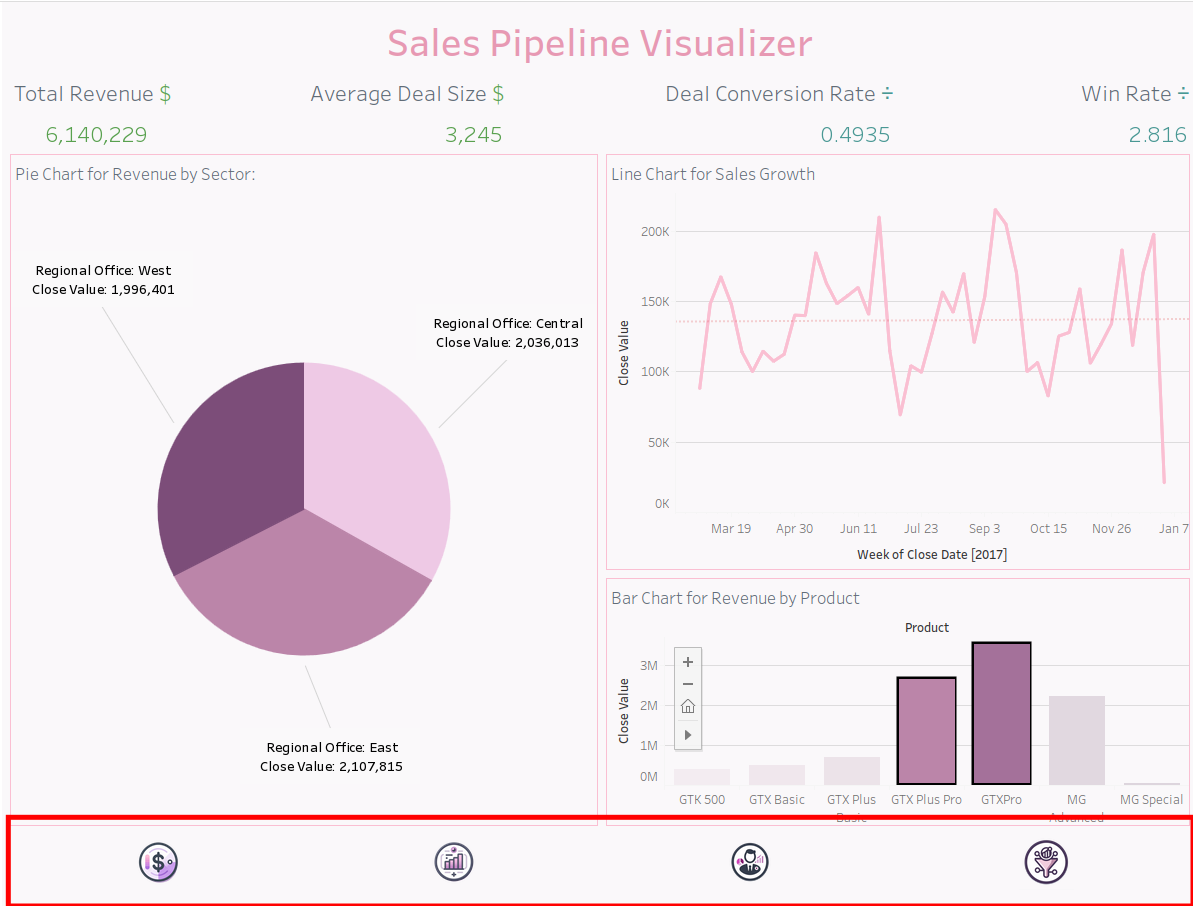 Sales Pipeline Visualizer
Total Revenue $
Average Deal Size $
Deal Conversion Rate ÷
Win Rate ÷
6,140,229
3,245
0.4935
2.816
Pie Chart for Revenue by Sector:
Regional Office: West
Close Value: 1,996,401
Regional Office: Central
Close Value: 2,036,013
Regional Office: East
Close Value: 2,107,815
Line Chart for Sales Growth
Close Value
200K
150K
100K
50K
0K
Mar 19
Apr 30
Jun 11
Jul 23
Sep 3
Oct 15
Nov 26
Jan 7
Week of Close Date [2017]
Bar Chart for Revenue by Product
Product
Close Value
3M
2M
1M
0M
GTK 500
GTX Basic
GTX Plus
Basic
GTX Plus Pro
GTXPro
MG
Advanced
MG Special
$